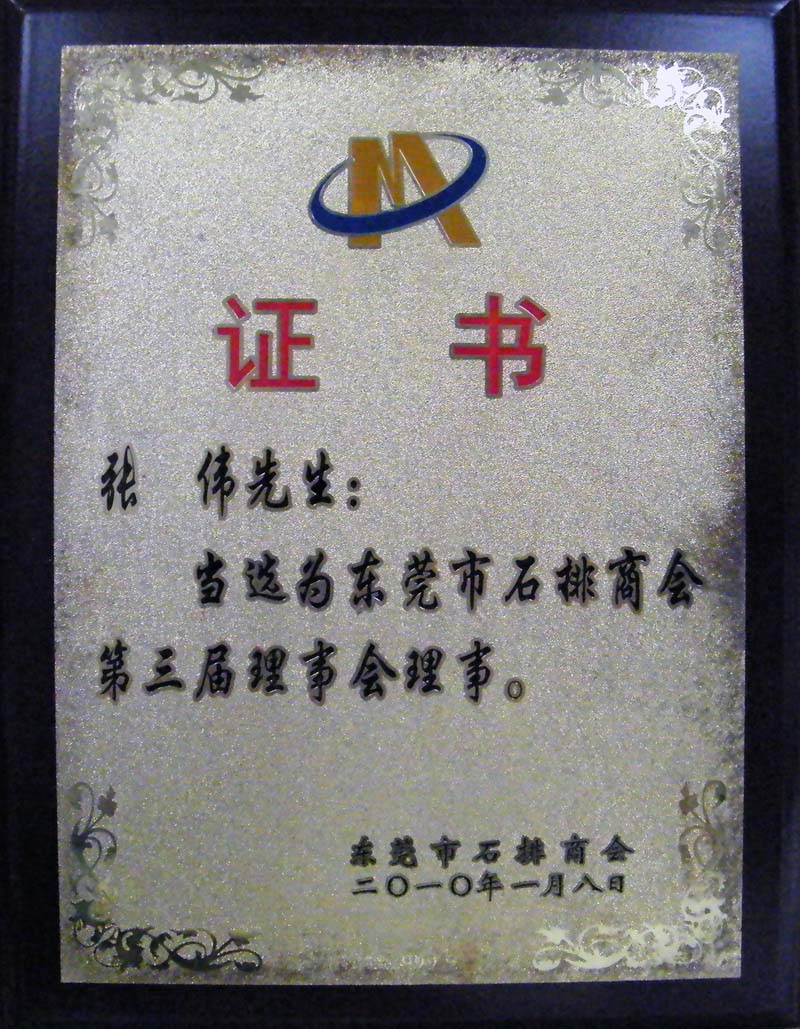 证 书
张 伟先生：
当选为东莞市石排商会
第三届理事会理事。
东莞市石排商会
二〇一〇年一月八日